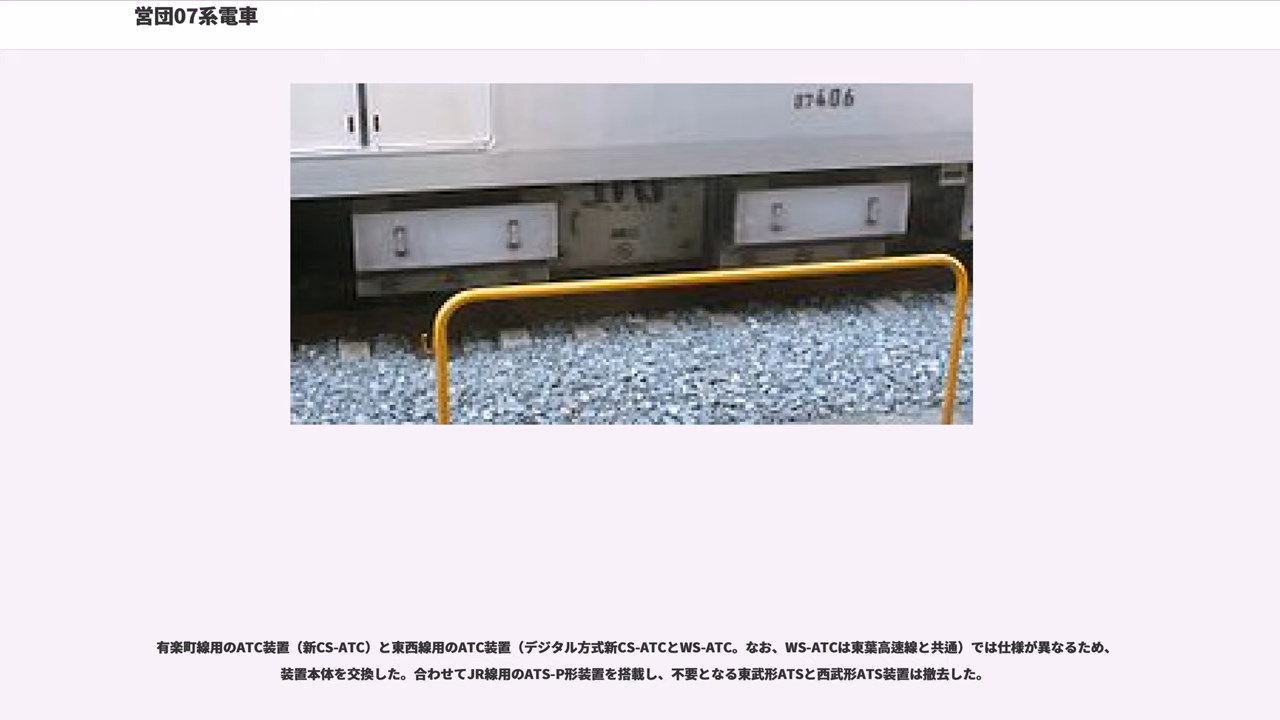 営団07系電車
07406
有楽町線用のATC装置（新CS-ATC）と東西線用のATC装置（デジタル方式新CS-ATCとWS-ATC。なお、WS-ATCは東葉高速線と共通）では仕様が異なるため、
装置本体を交換した。合わせてJR線用のATS-P形装置を搭載し、不要となる東武形ATSと西武形ATS装置は撤去した。